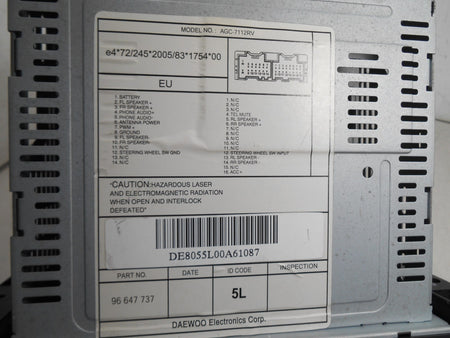 MODEL NO. AGC-7112RV
e4*72/245*2005/83*1754*00
EU
1. BATTERY
2. FL SPEAKER +
3. FR SPEAKER +
4. PHONE AUDIO+
5. PHONE AUDIO-
6. ANTENNA POWER
7. PWM +
8. GROUND
9. FL SPEAKER-
10. FR SPEAKER-
11. N/C
12. STEERING WHEEL SW GND
13. N/C
14. N/C
1. N/C
2. N/C
3. N/C
4. TEL MUTE
5. RL SPEAKER +
6. RR SPEAKER +
7. N/C
8. N/C
9. N/C
10. N/C
11. N/C
12. STEERING WHEEL SW INPUT
13. RL SPEAKER-
14. RR SPEAKER-
15. N/C
16. ACC +
*CAUTION:HAZARDOUS LASER
AND ELECTROMAGNETIC RADIATION
WHEN OPEN AND INTERLOCK
DEFEATED*
DE8055L00A61087
PART NO. DATE ID CODE INSPECTION
96 647 737 5L
DAEWOO Electronics Corp.